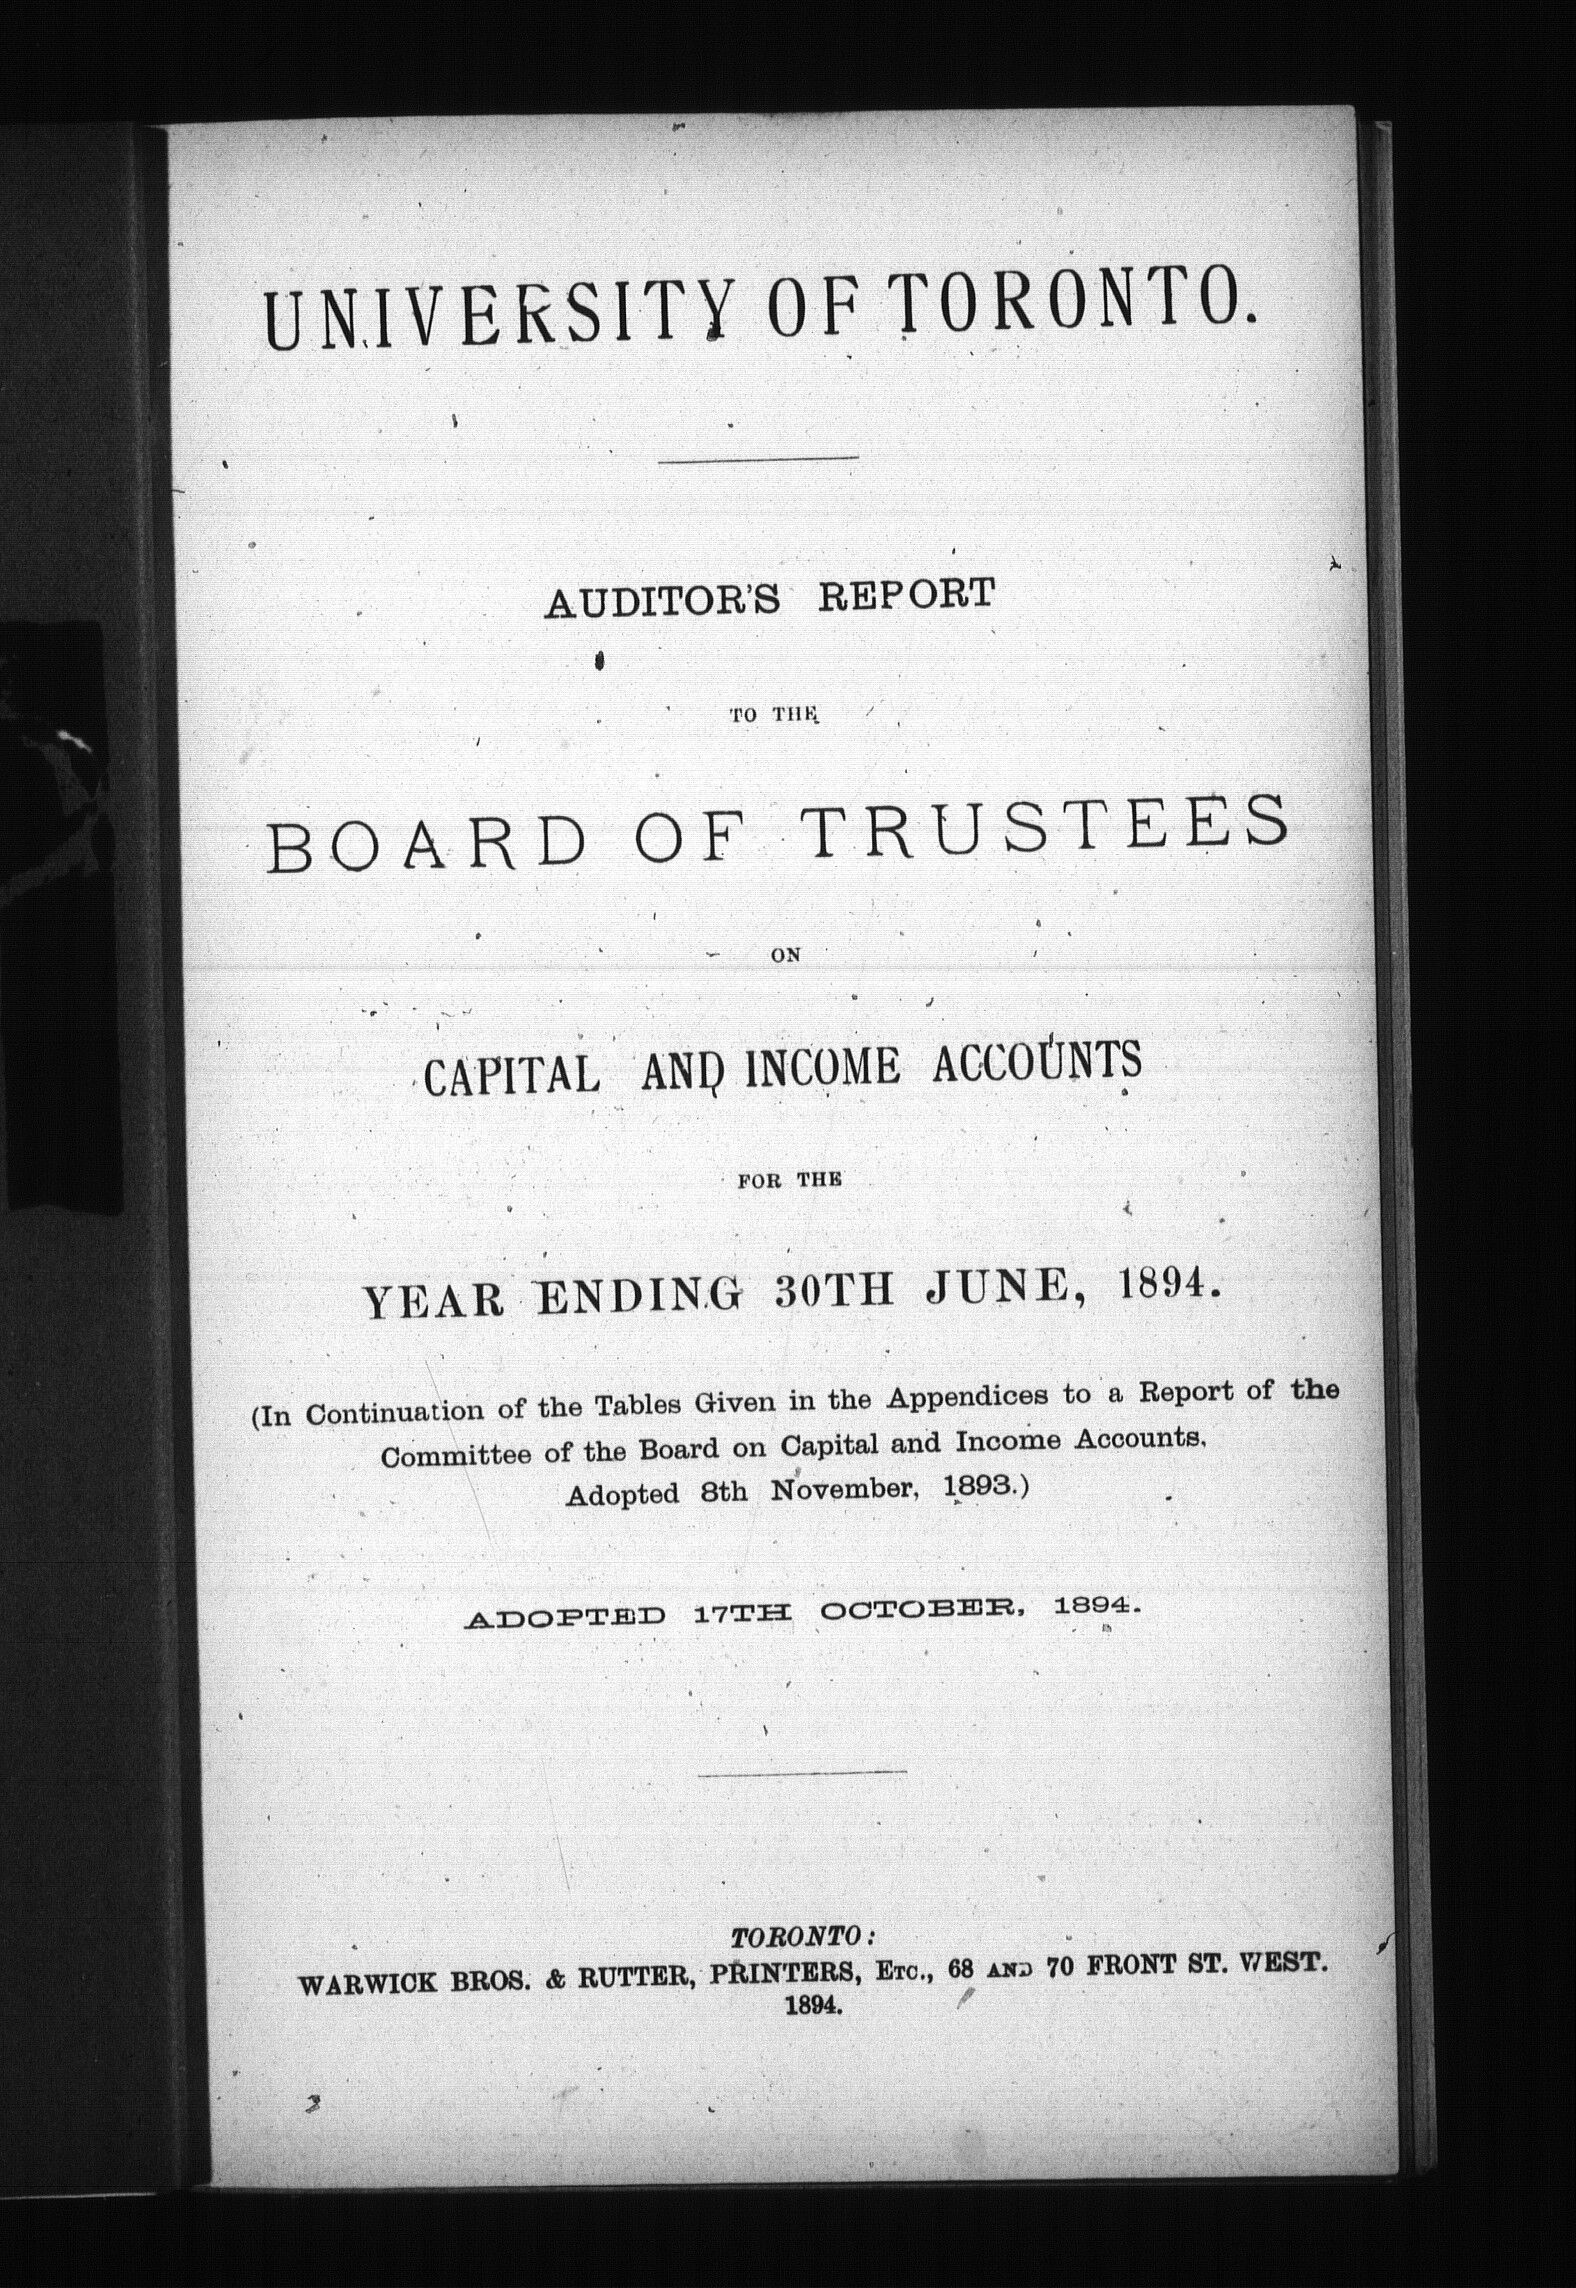 UNIVERSITY OF TORONTO.
AUDITOR'S REPORT
TO THE
BOARD OF TRUSTEES
ON
CAPITAL AND INCOME ACCOUNTS
FOR THE
YEAR ENDING 30TH JUNE, 1894.
(In Continuation of the Tables Given in the Appendices to a Report of the
Committee of the Board on Capital and Income Accounts,
Adopted 8th November, 1893.)
ADOPTED 17TH OCTOBER, 1894.
TORONTO:
WARWICK BROS. & RUTTER, PRINTERS, ETC., 68 AND 70 FRONT ST. WEST.
1894.